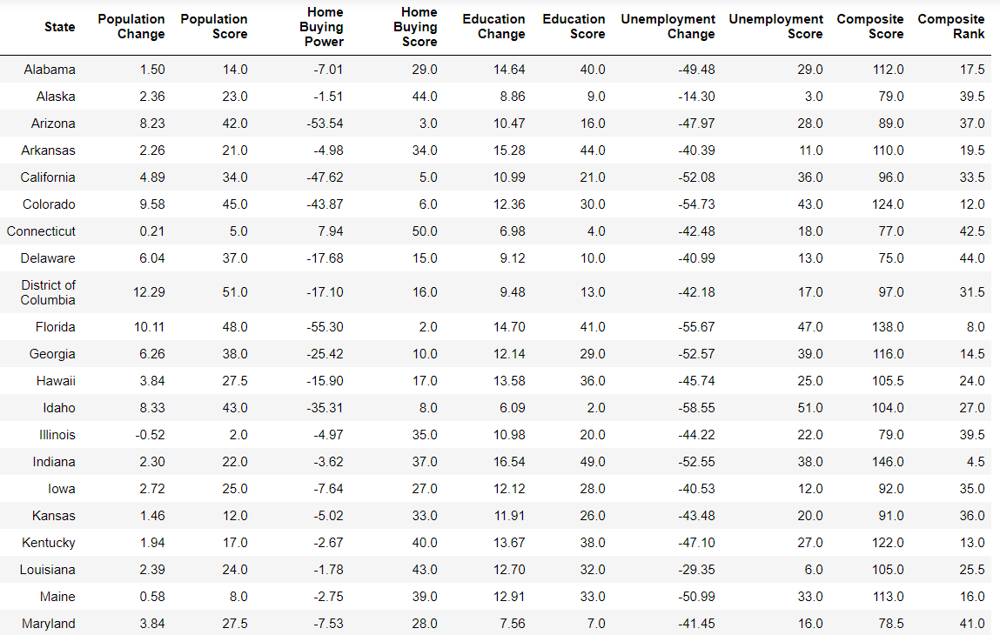 State Population Change Population Score Home Buying Power Home Buying Score Education Change Education Score Unemployment Change Unemployment Score Composite Score Composite Rank
Alabama 1.50 14.0 -7.01 29.0 14.64 40.0 -49.48 29.0 112.0 17.5
Alaska 2.36 23.0 -1.51 44.0 8.86 9.0 -14.30 3.0 79.0 39.5
Arizona 8.23 42.0 -53.54 3.0 10.47 16.0 -47.97 28.0 89.0 37.0
Arkansas 2.26 21.0 -4.98 34.0 15.28 44.0 -40.39 11.0 110.0 19.5
California 4.89 34.0 -47.62 5.0 10.99 21.0 -52.08 36.0 96.0 33.5
Colorado 9.58 45.0 -43.87 6.0 12.36 30.0 -54.73 43.0 124.0 12.0
Connecticut 0.21 5.0 7.94 50.0 6.98 4.0 -42.48 18.0 77.0 42.5
Delaware 6.04 37.0 -17.68 15.0 9.12 10.0 -40.99 13.0 75.0 44.0
District of Columbia 12.29 51.0 -17.10 16.0 9.48 13.0 -42.18 17.0 97.0 31.5
Florida 10.11 48.0 -55.30 2.0 14.70 41.0 -55.67 47.0 138.0 8.0
Georgia 6.26 38.0 -25.42 10.0 12.14 29.0 -52.57 39.0 116.0 14.5
Hawaii 3.84 27.5 -15.90 17.0 13.58 36.0 -45.74 25.0 105.5 24.0
Idaho 8.33 43.0 -35.31 8.0 6.09 2.0 -58.55 51.0 104.0 27.0
Illinois -0.52 2.0 -4.97 35.0 10.98 20.0 -44.22 22.0 79.0 39.5
Indiana 2.30 22.0 -3.62 37.0 16.54 49.0 -52.55 38.0 146.0 4.5
Iowa 2.72 25.0 -7.64 27.0 12.12 28.0 -40.53 12.0 92.0 35.0
Kansas 1.46 12.0 -5.02 33.0 11.91 26.0 -43.48 20.0 91.0 36.0
Kentucky 1.94 17.0 -2.67 40.0 13.67 38.0 -47.10 27.0 122.0 13.0
Louisiana 2.39 24.0 -1.78 43.0 12.70 32.0 -29.35 6.0 105.0 25.5
Maine 0.58 8.0 -2.75 39.0 12.91 33.0 -50.99 33.0 113.0 16.0
Maryland 3.84 27.5 -7.53 28.0 7.56 7.0 -41.45 16.0 78.5 41.0